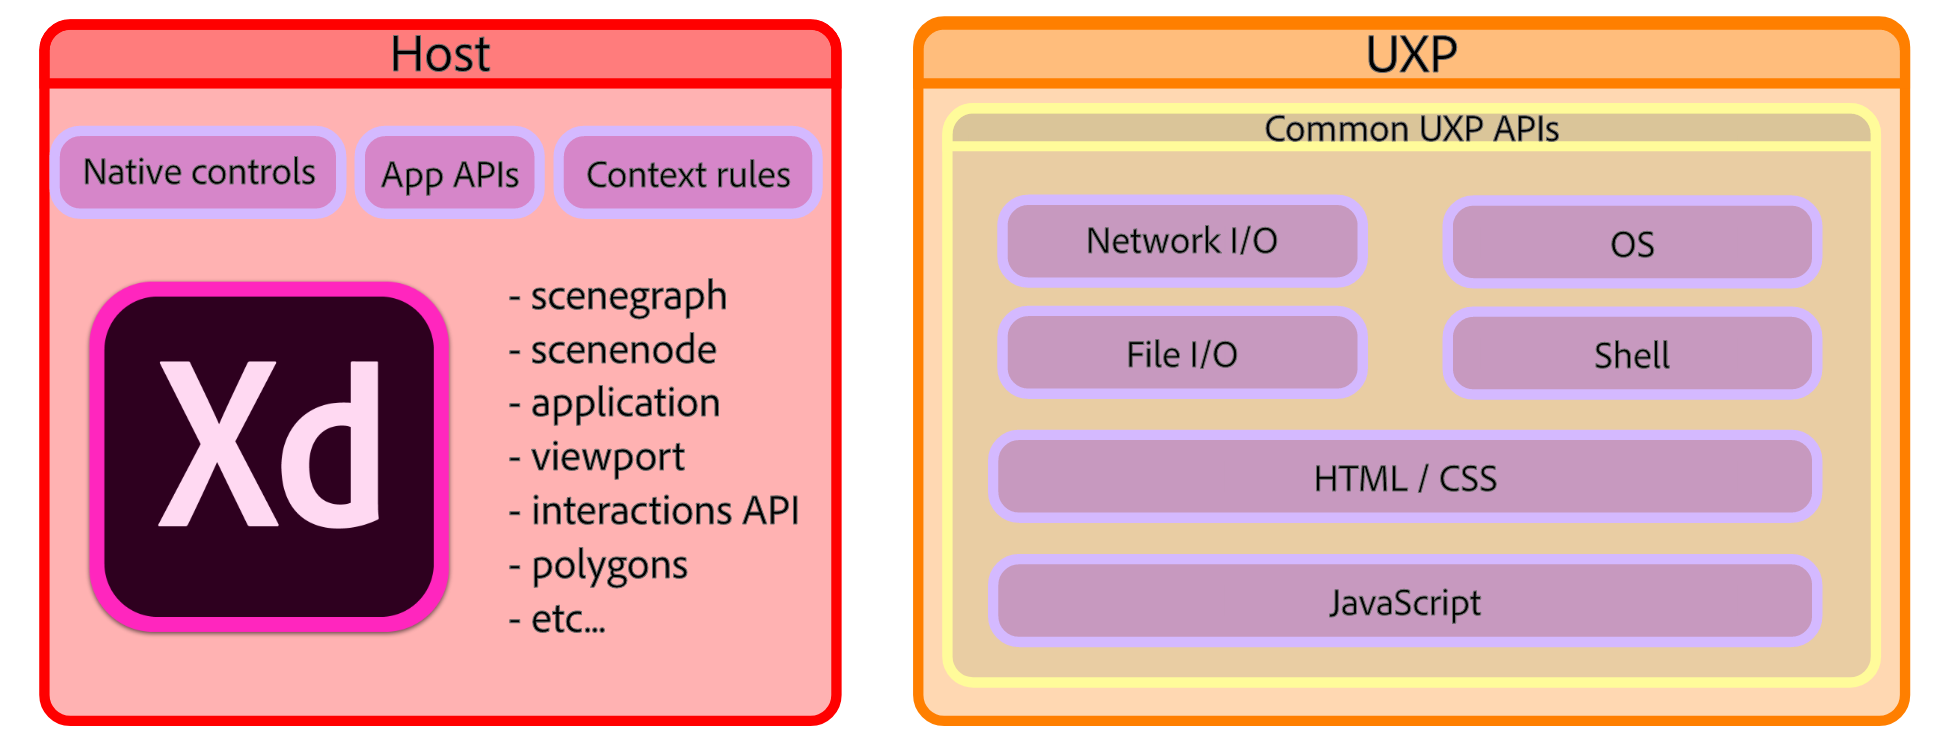 Host
Native controls
App APIs
Context rules
Xd
- scenegraph
- scenenode
- application
- viewport
- interactions API
- polygons
- etc...
UXP
Common UXP APIs
Network I/O
OS
File I/O
Shell
HTML / CSS
JavaScript